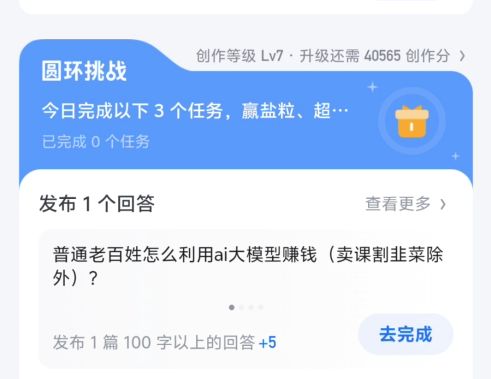 创作等级 Lv7 · 升级还需 40565 创作分 >
圆环挑战
今日完成以下 3 个任务，赢盐粒、超…
已完成 0 个任务
发布 1 个回答
查看更多 >
普通老百姓怎么利用ai大模型赚钱（卖课割韭菜除
外）？
发布 1 篇 100 字以上的回答 +5
去完成